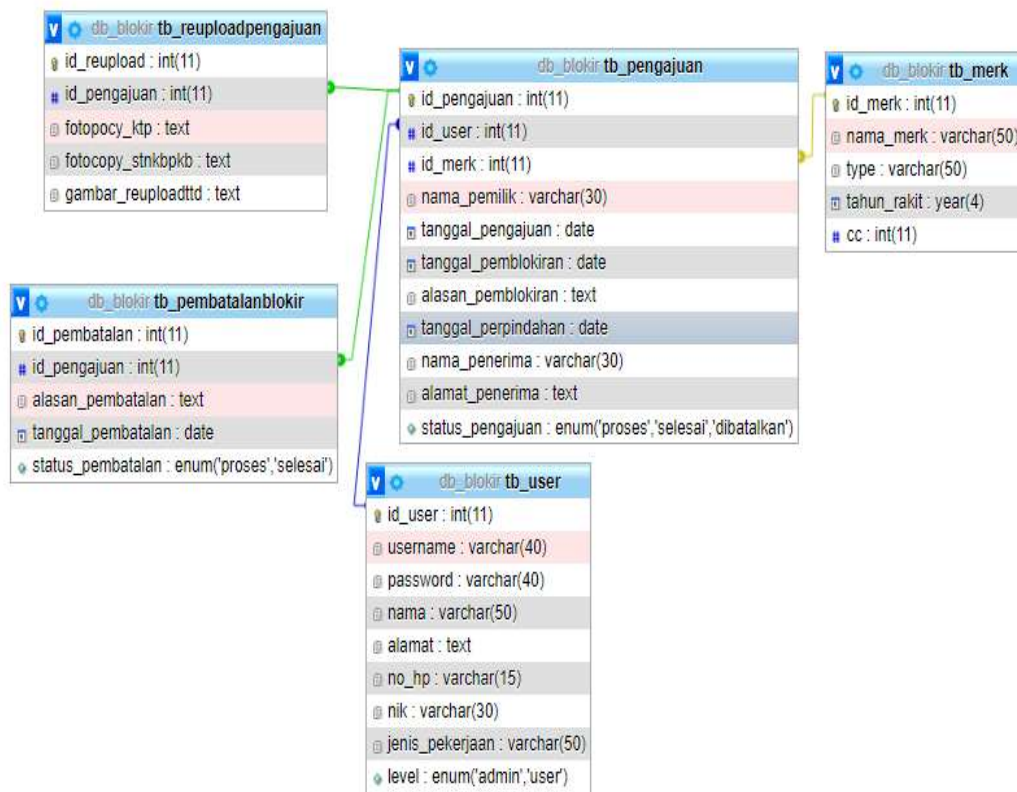 db_blokir tb_reuploadpengajuan
id_reupload : int(11)
id_pengajuan : int(11)
fotopocy_ktp : text
fotocopy_stnkbpkb : text
gambar_reuploadttd : text
db_blokir tb_pengajuan
id_pengajuan : int(11)
id_user : int(11)
id_merk : int(11)
nama_pemilik : varchar(30)
tanggal_pengajuan : date
tanggal_pemblokiran : date
alasan_pemblokiran : text
tanggal_perpindahan : date
nama_penerima : varchar(30)
alamat_penerima : text
status_pengajuan : enum('proses','selesai','dibatalkan')
db_blokir tb_merk
id_merk : int(11)
nama_merk : varchar(50)
type : varchar(50)
tahun_rakit : year(4)
cc : int(11)
db_blokir tb_pembatalanblokir
id_pembatalan : int(11)
id_pengajuan : int(11)
alasan_pembatalan : text
tanggal_pembatalan : date
status_pembatalan : enum('proses','selesai')
db_blokir tb_user
id_user : int(11)
username : varchar(40)
password : varchar(40)
nama : varchar(50)
alamat : text
no_hp : varchar(15)
nik : varchar(30)
jenis_pekerjaan : varchar(50)
level : enum('admin','user')